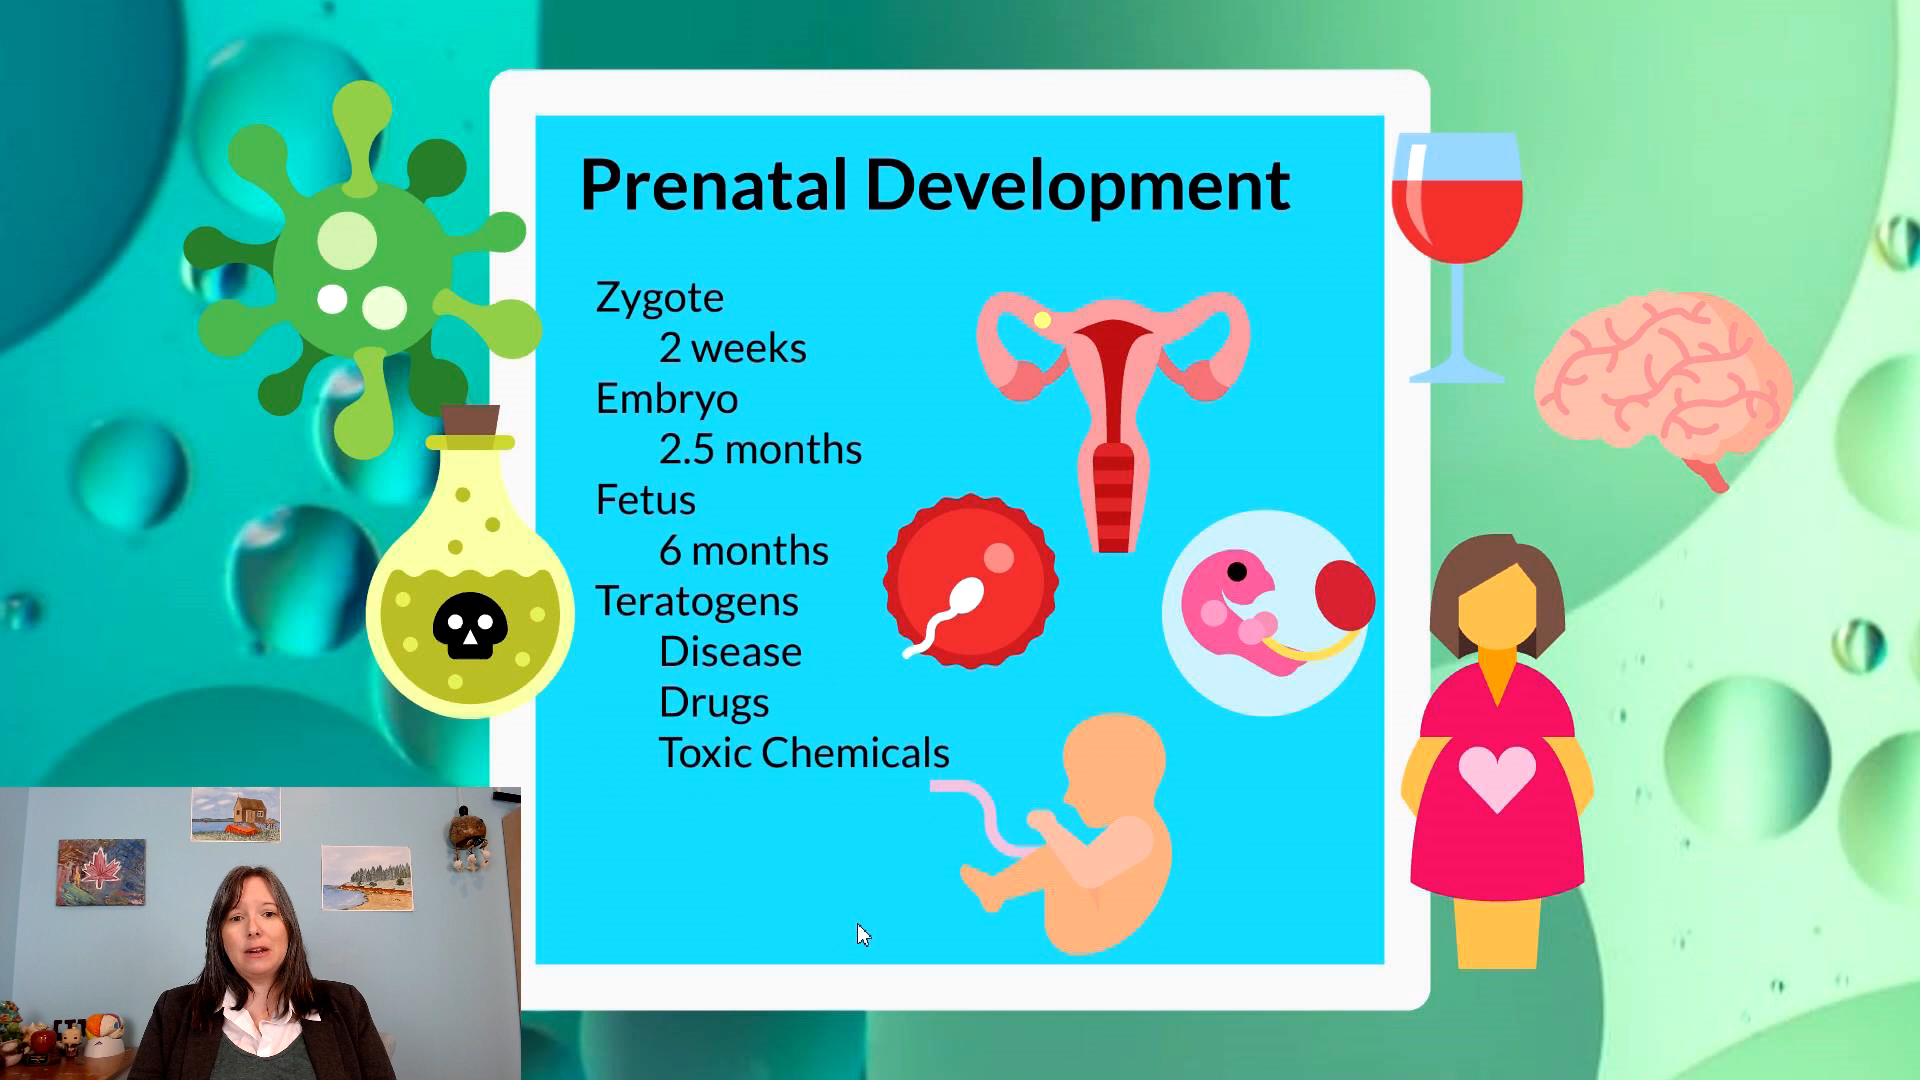 Prenatal Development
Zygote
2 weeks
Embryo
2.5 months
Fetus
6 months
Teratogens
Disease
Drugs
Toxic Chemicals